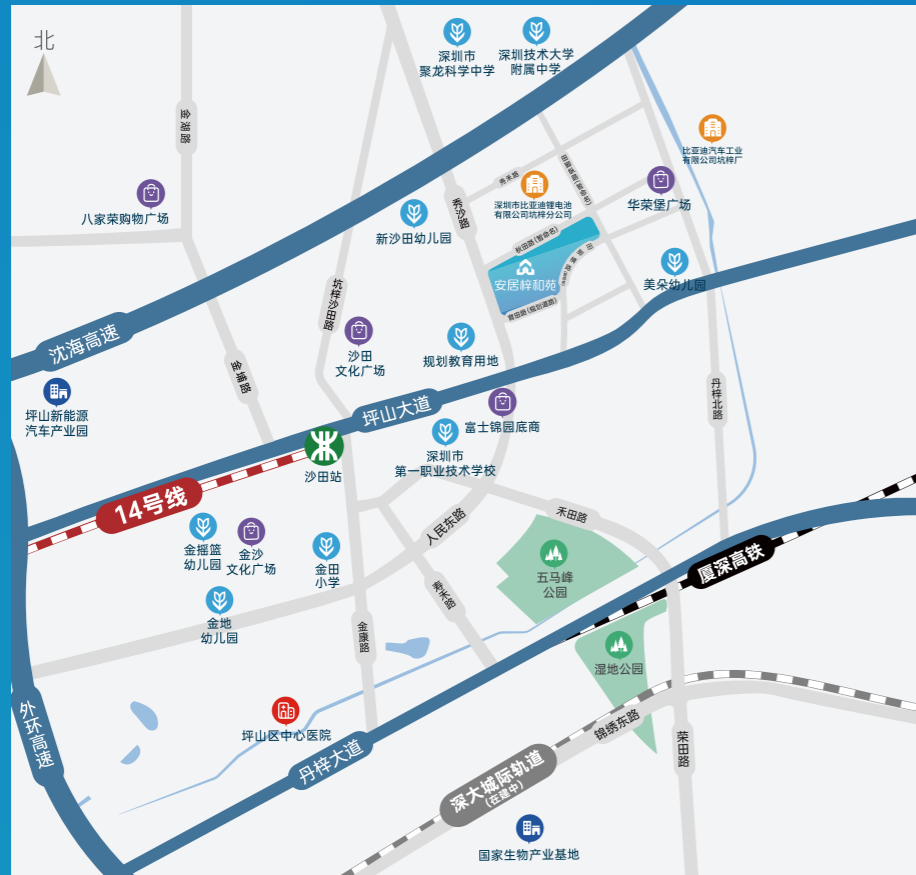 北
深圳市
聚龙科学中学
深圳技术大学
附属中学
金湖路
比亚迪汽车工业
有限公司坑梓厂
秀禾路
八家荣购物广场
深圳市比亚迪锂电池
有限公司坑梓分公司
华荣堡广场
秀沙路
新沙田幼儿园
秋田路(暂命名)
安居梓和苑
美朵幼儿园
坑梓沙田路
沈海高速
沙田
文化广场
规划教育用地
金埔路
丹梓北路
坪山新能源
汽车产业园
坪山大道
富士锦园底商
深圳市
第一职业技术学校
沙田站
14号线
人民东路
禾田路
金摇篮
幼儿园
金沙
文化广场
金田
小学
厦深高铁
五马峰
公园
寿禾路
金地
幼儿园
金康路
湿地公园
外环高速
坪山区中心医院
锦绣东路
荣田路
丹梓大道
深大城际轨道
(在建中)
国家生物产业基地